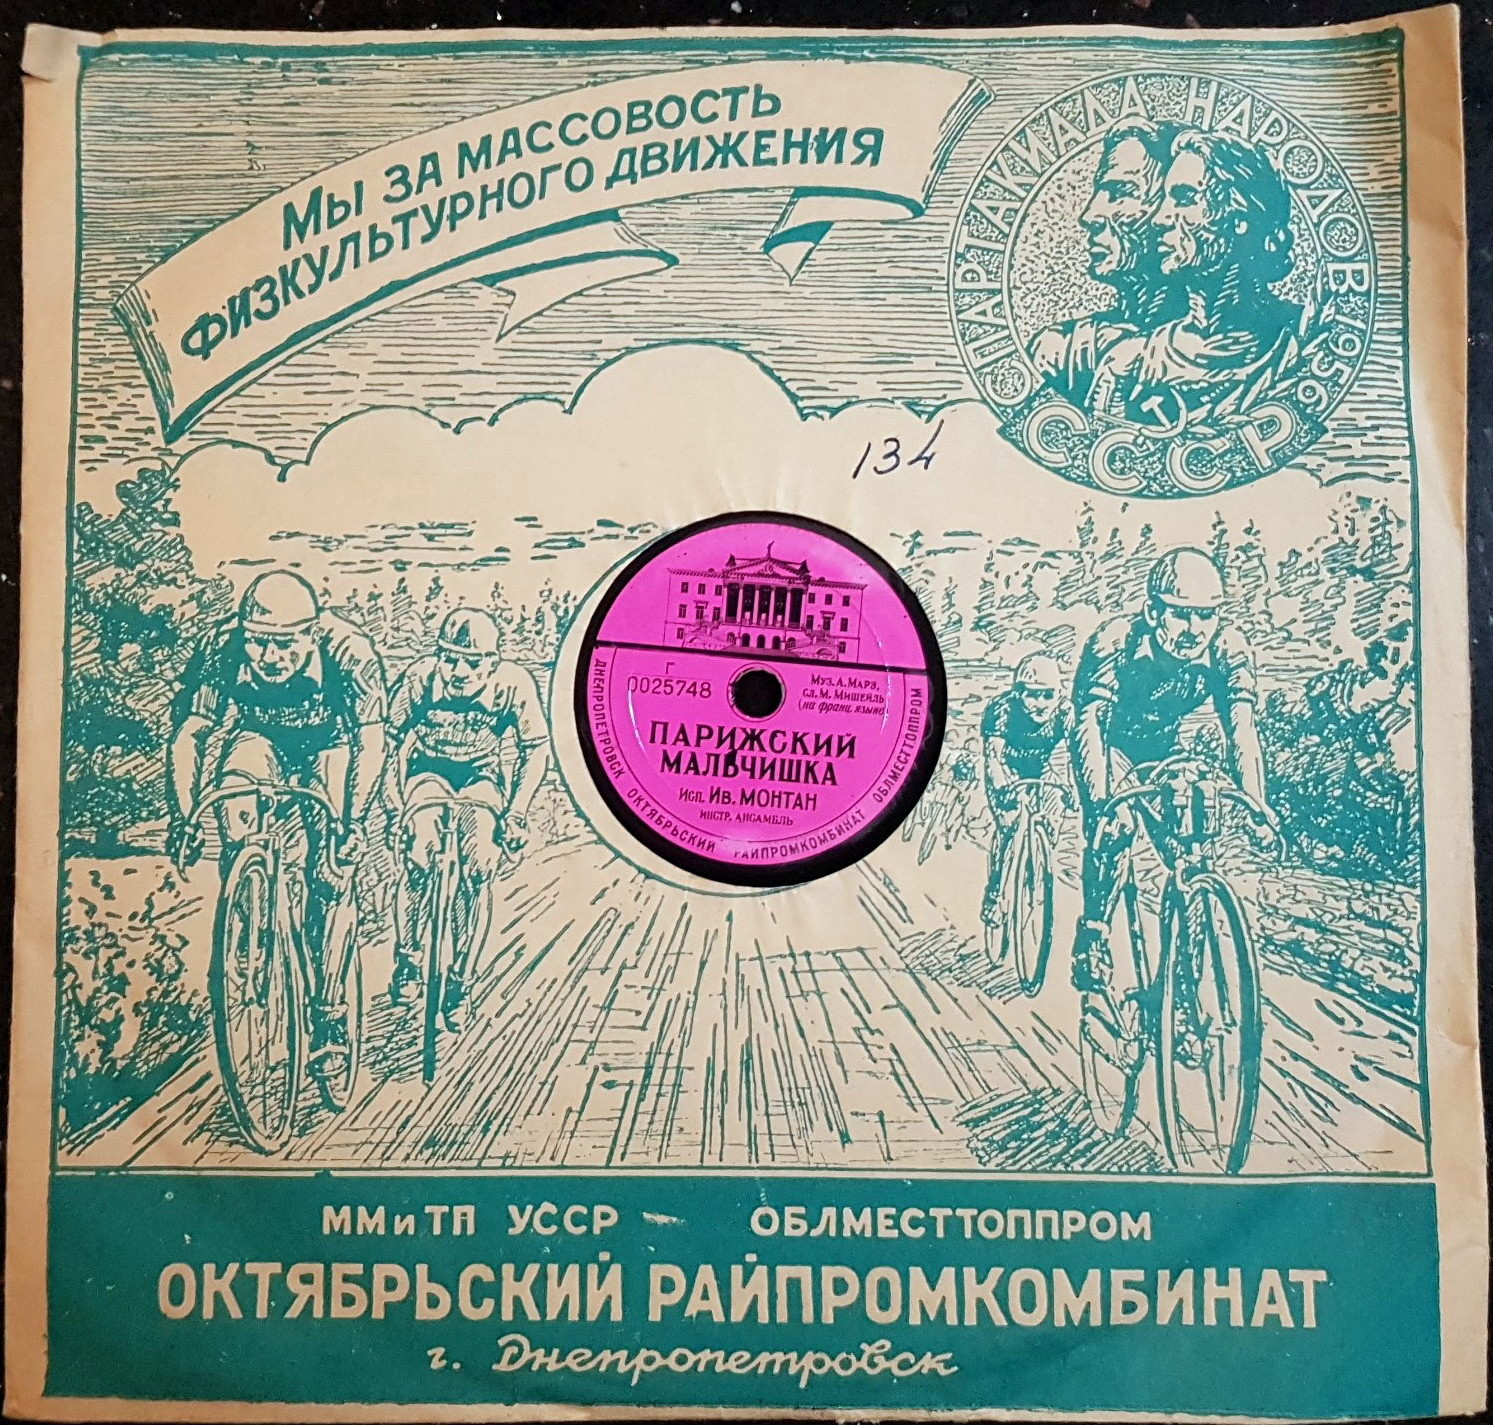 Мы ЗА МАССОВОСТЬ
ФИЗКУЛЬТУРНОГО ДВИЖЕНИЯ
СПАРТАКИАДА НАРОДОВ 1956
СССР
134
Г
0025748
Муз. А. Марэ,
сл. М. Мишейль
(на франц. языке
ПАРИЖСКИЙ
МАЛЬЧИШКА
Исп. Ив. МОНТАН
ИНСТР. АНСАМБЛЬ
ДНЕПРОПЕТРОВСК ОКТЯБРЬСКИЙ РАЙПРОМКОМБИНАТ ОБЛМЕСТТОППРОМ
ММиТП УССР — ОБЛМЕСТТОППРОМ
ОКТЯБРЬСКИЙ РАЙПРОМКОМБИНАТ
г. Днепропетровск